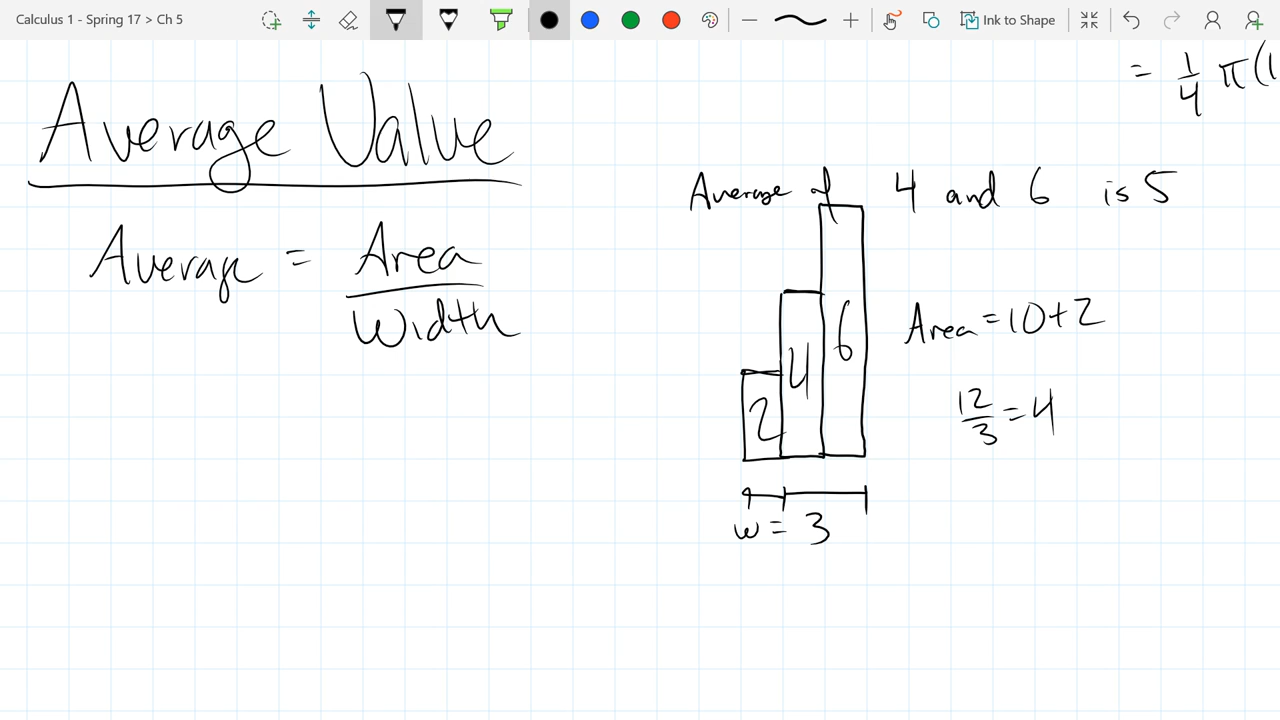 Calculus 1 - Spring 17 > Ch 5
Ink to Shape
= 1/4 π(1
Average Value
Average = Area / Width
Average of 4 and 6 is 5
2 4 6
Area = 10+2
12/3 = 4
w = 3